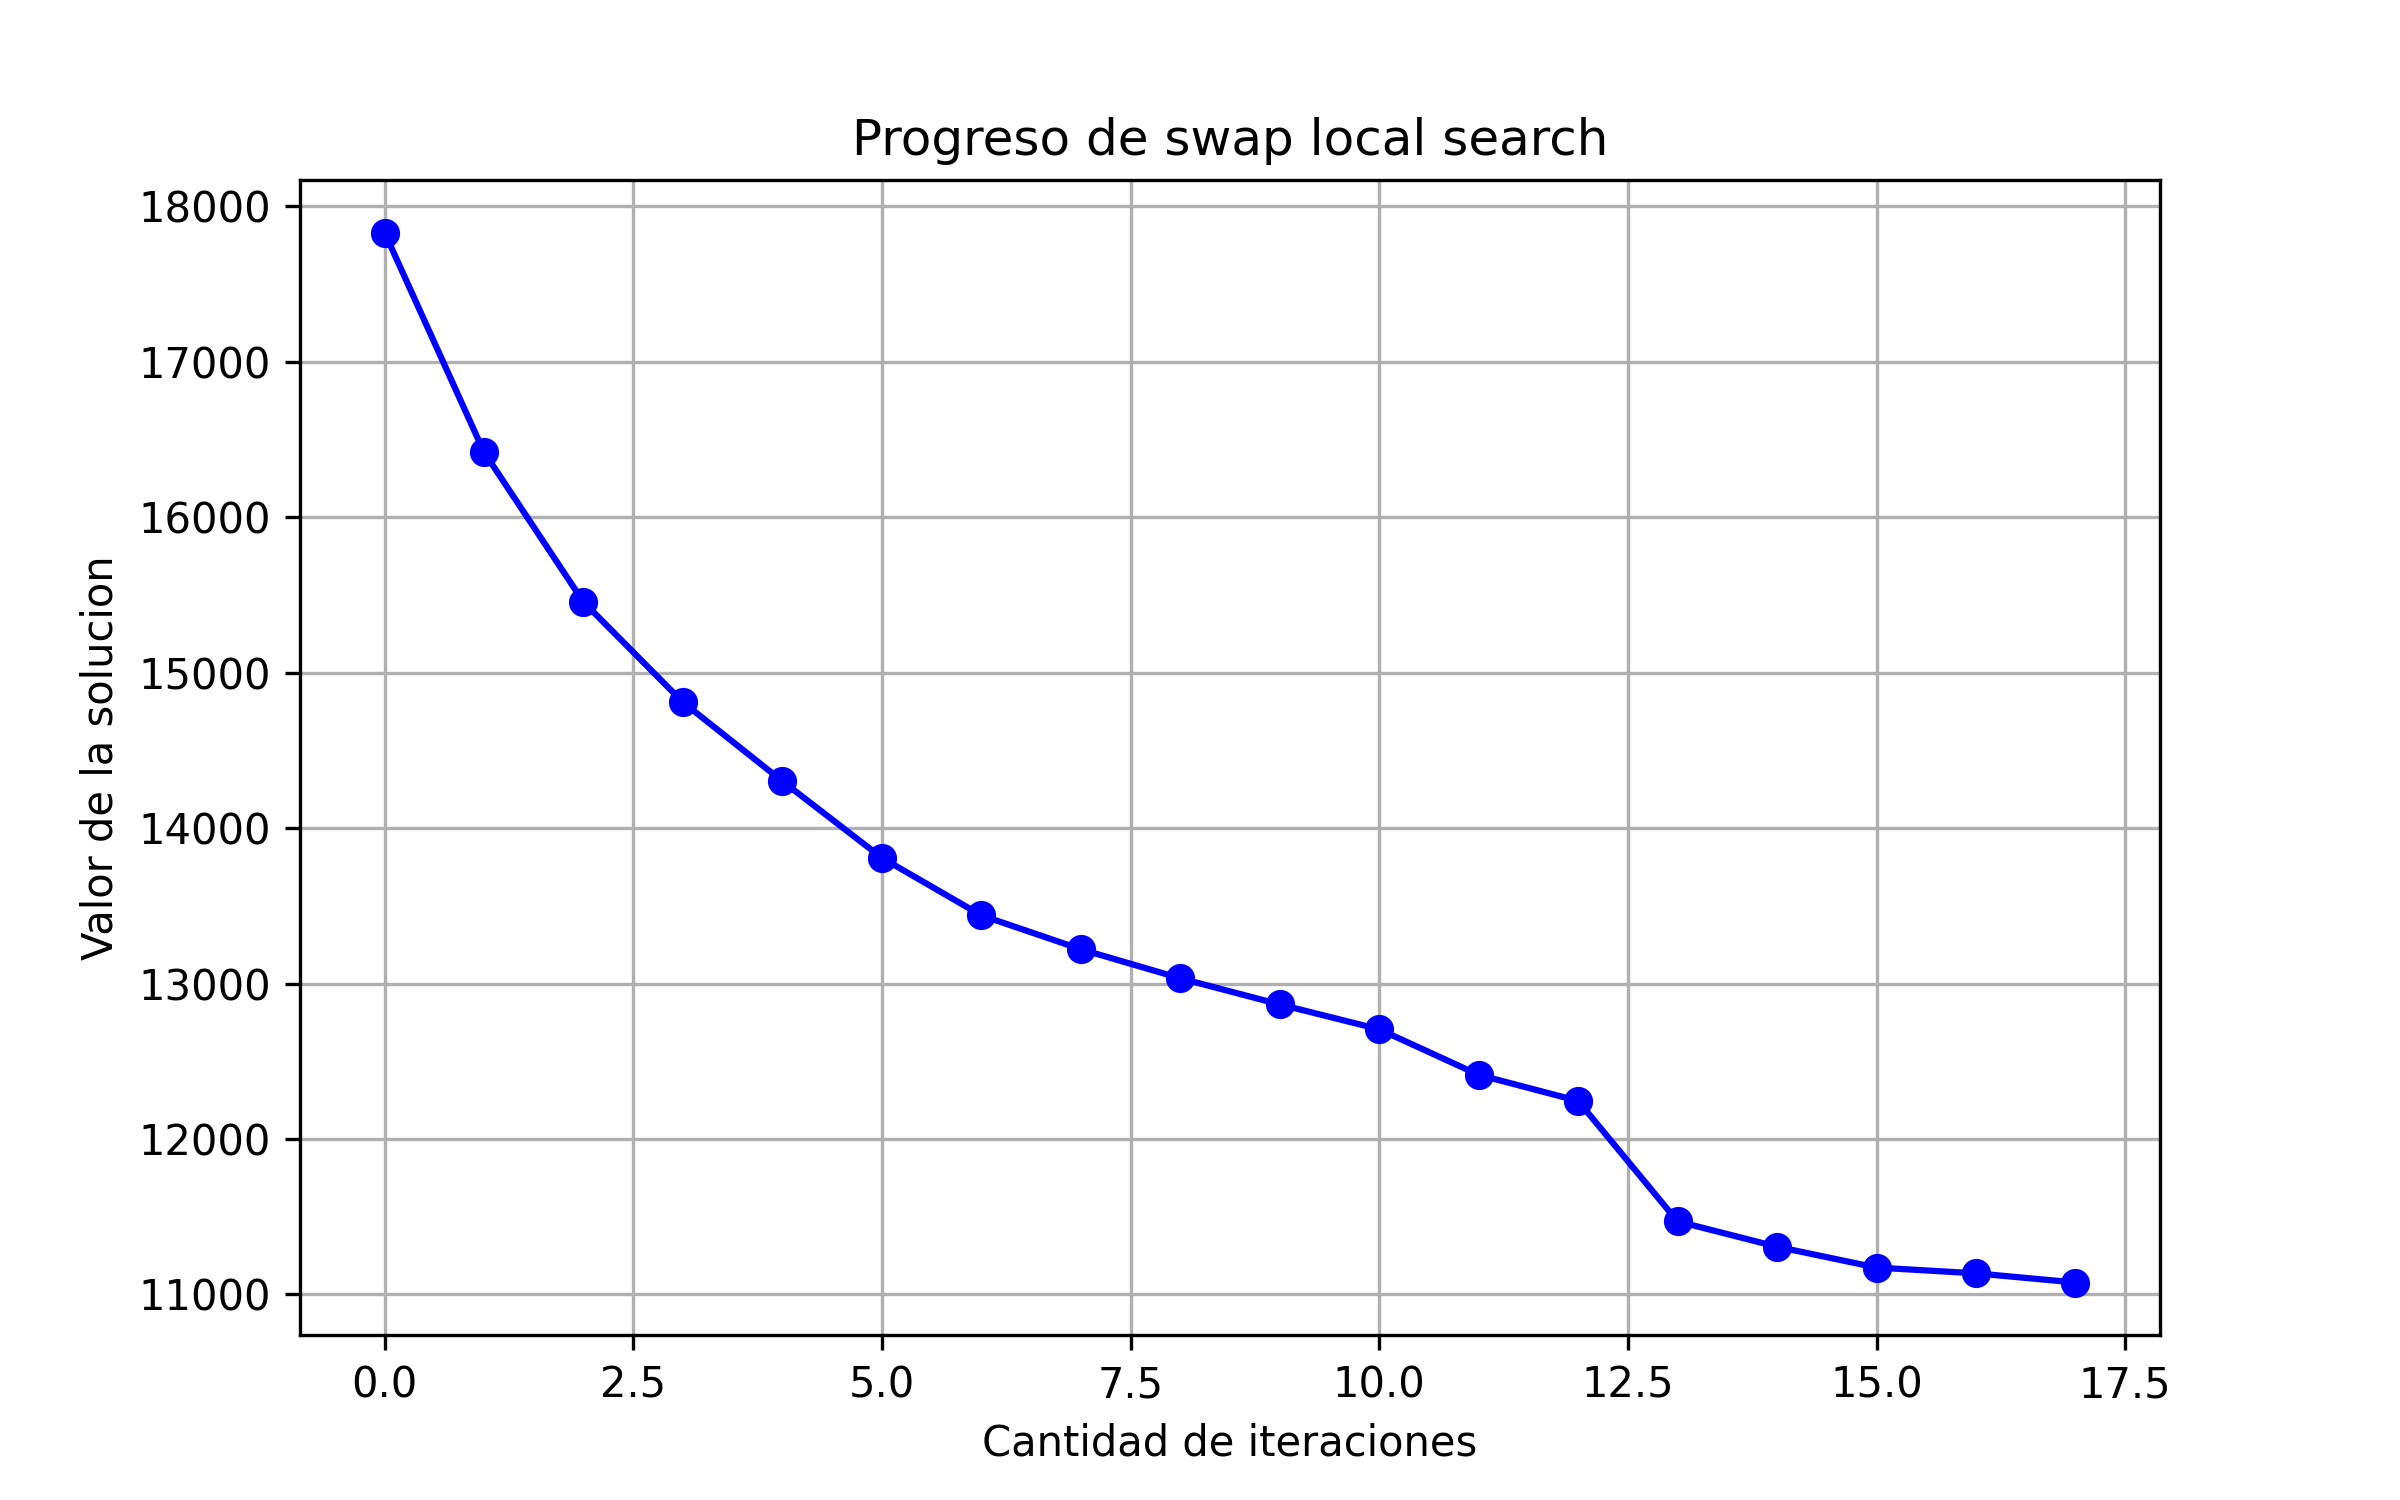 Progreso de swap local search
18000
17000
16000
15000
14000
13000
12000
11000
Valor de la solucion
0.0 2.5 5.0 7.5 10.0 12.5 15.0 17.5
Cantidad de iteraciones